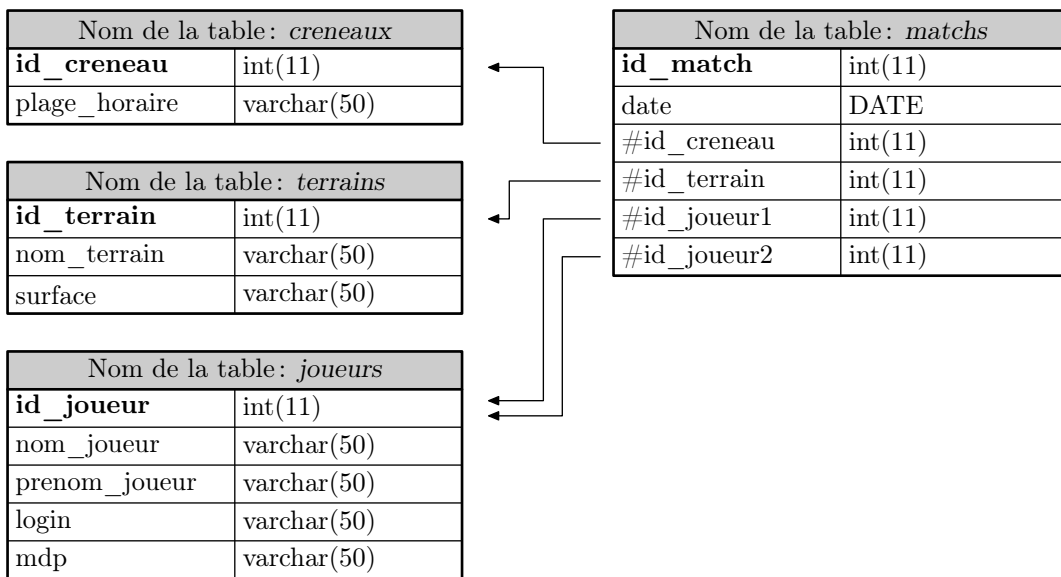 Nom de la table : creneaux
id_creneau int(11)
plage_horaire varchar(50)
Nom de la table : terrains
id_terrain int(11)
nom_terrain varchar(50)
surface varchar(50)
Nom de la table : joueurs
id_joueur int(11)
nom_joueur varchar(50)
prenom_joueur varchar(50)
login varchar(50)
mdp varchar(50)
Nom de la table : matchs
id_match int(11)
date DATE
#id_creneau int(11)
#id_terrain int(11)
#id_joueur1 int(11)
#id_joueur2 int(11)